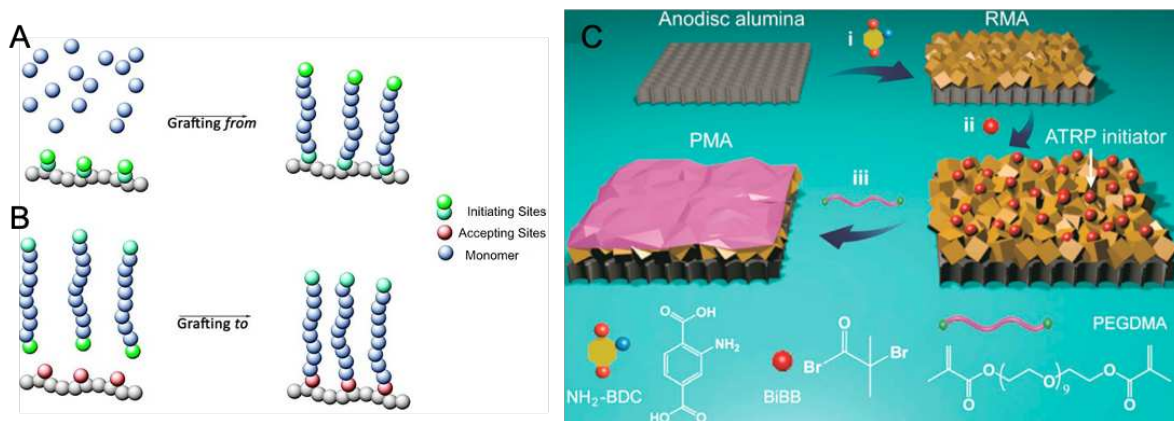 A
Grafting from
B
Grafting to
Initiating Sites
Accepting Sites
Monomer
C
Anodisc alumina
i
RMA
ii
ATRP initiator
PMA
iii
NH2-BDC
OH
O
NH2
HO
O
BiBB
O
Br
Br
PEGDMA
O
O
O
9
O
O